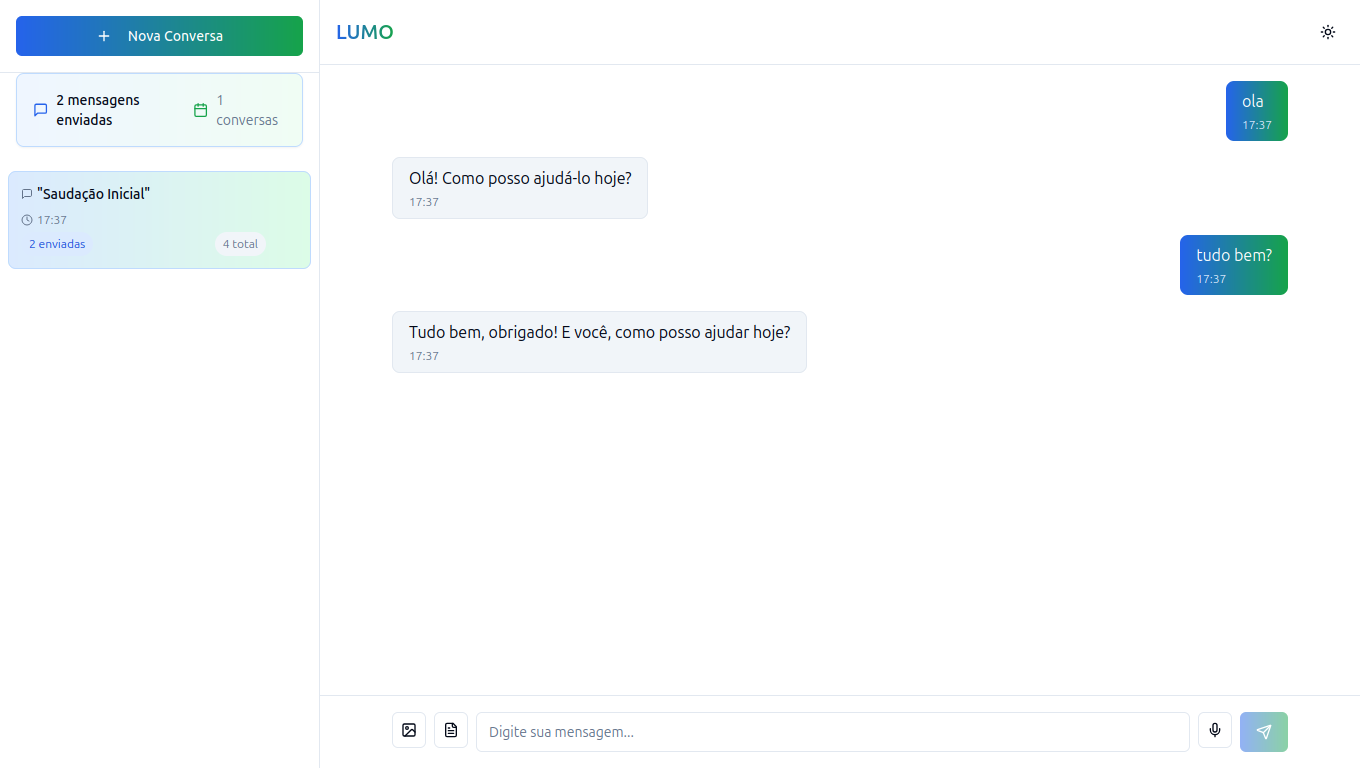 Nova Conversa
2 mensagens
enviadas
1
conversas
"Saudação Inicial"
17:37
2 enviadas
4 total
LUMO
ola
17:37
Olá! Como posso ajudá-lo hoje?
17:37
tudo bem?
17:37
Tudo bem, obrigado! E você, como posso ajudar hoje?
17:37
Digite sua mensagem...